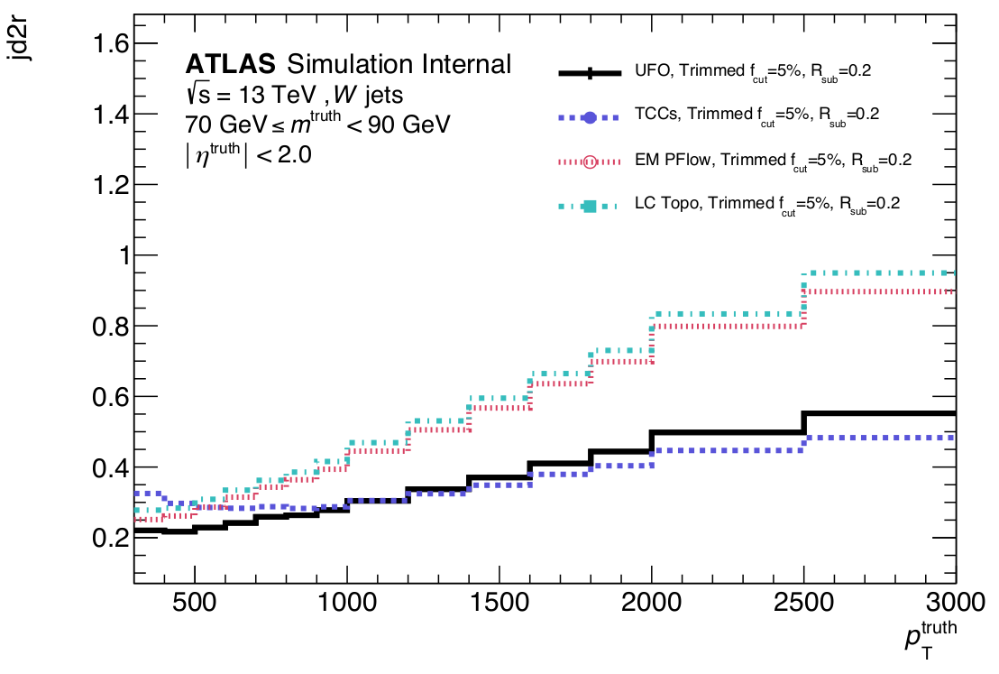 jd2r
1.6
1.4
1.2
1
0.8
0.6
0.4
0.2
ATLAS Simulation Internal
√s = 13 TeV ,W jets
70 GeV ≤ m^truth < 90 GeV
|η^truth| < 2.0
UFO, Trimmed f_cut=5%, R_sub=0.2
TCCs, Trimmed f_cut=5%, R_sub=0.2
EM PFlow, Trimmed f_cut=5%, R_sub=0.2
LC Topo, Trimmed f_cut=5%, R_sub=0.2
500 1000 1500 2000 2500 3000
p_T^truth